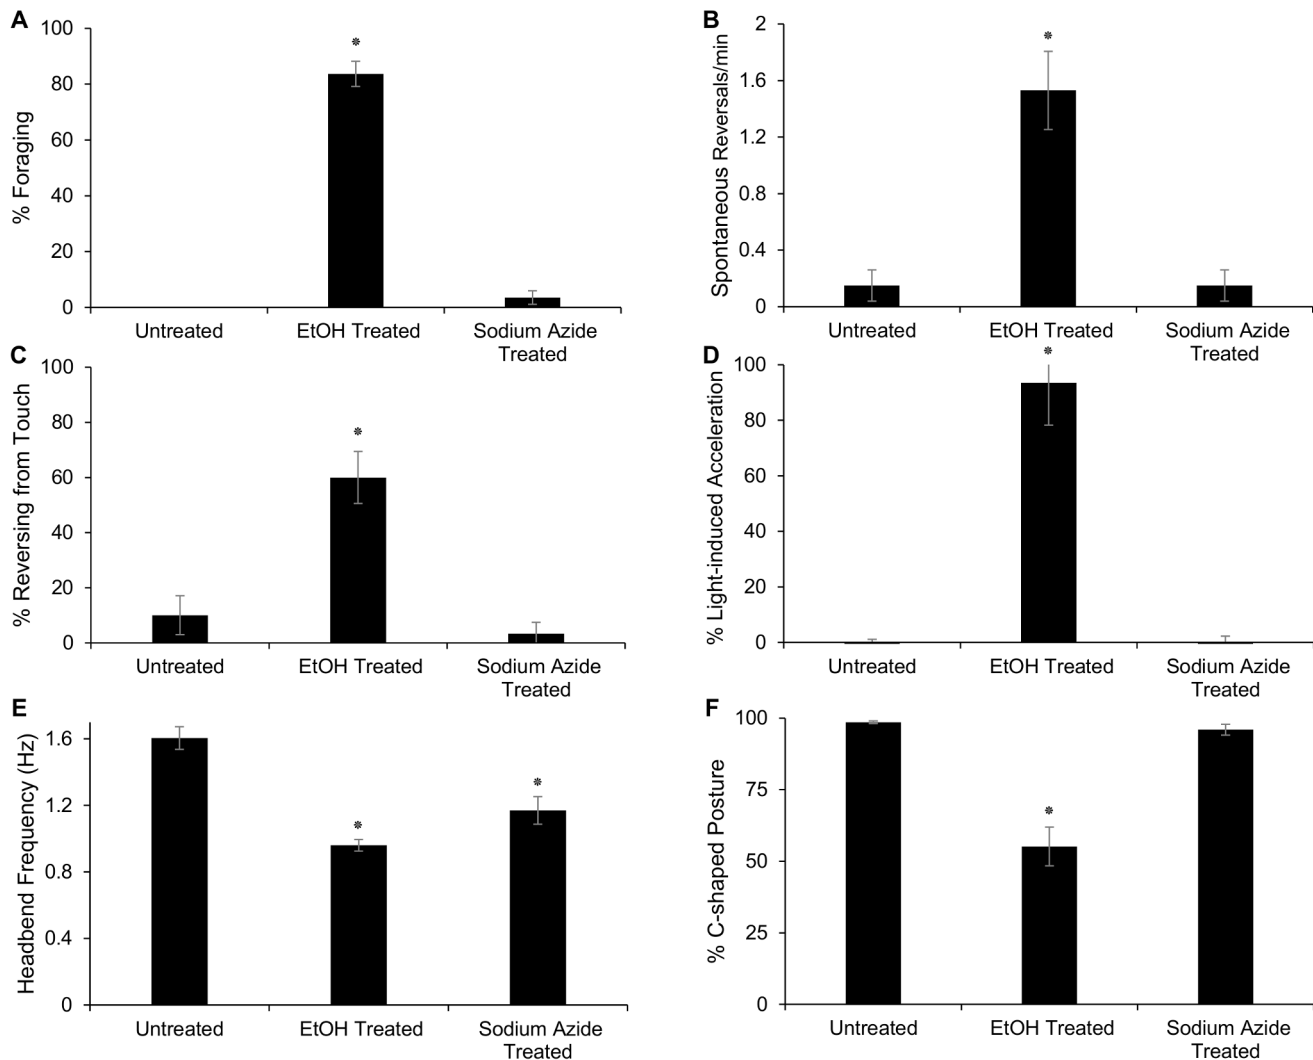 A
% Foraging
100
80
60
40
20
0
*
Untreated
EtOH Treated
Sodium Azide
Treated
B
Spontaneous Reversals/min
2
1.6
1.2
0.8
0.4
0
*
Untreated
EtOH Treated
Sodium Azide
Treated
C
% Reversing from Touch
100
80
60
40
20
0
*
Untreated
EtOH Treated
Sodium Azide
Treated
D
% Light-induced Acceleration
100
80
60
40
20
0
*
Untreated
EtOH Treated
Sodium Azide
Treated
E
Headbend Frequency (Hz)
1.6
1.2
0.8
0.4
0
*
*
Untreated
EtOH Treated
Sodium Azide
Treated
F
% C-shaped Posture
100
75
50
25
0
*
Untreated
EtOH Treated
Sodium Azide
Treated